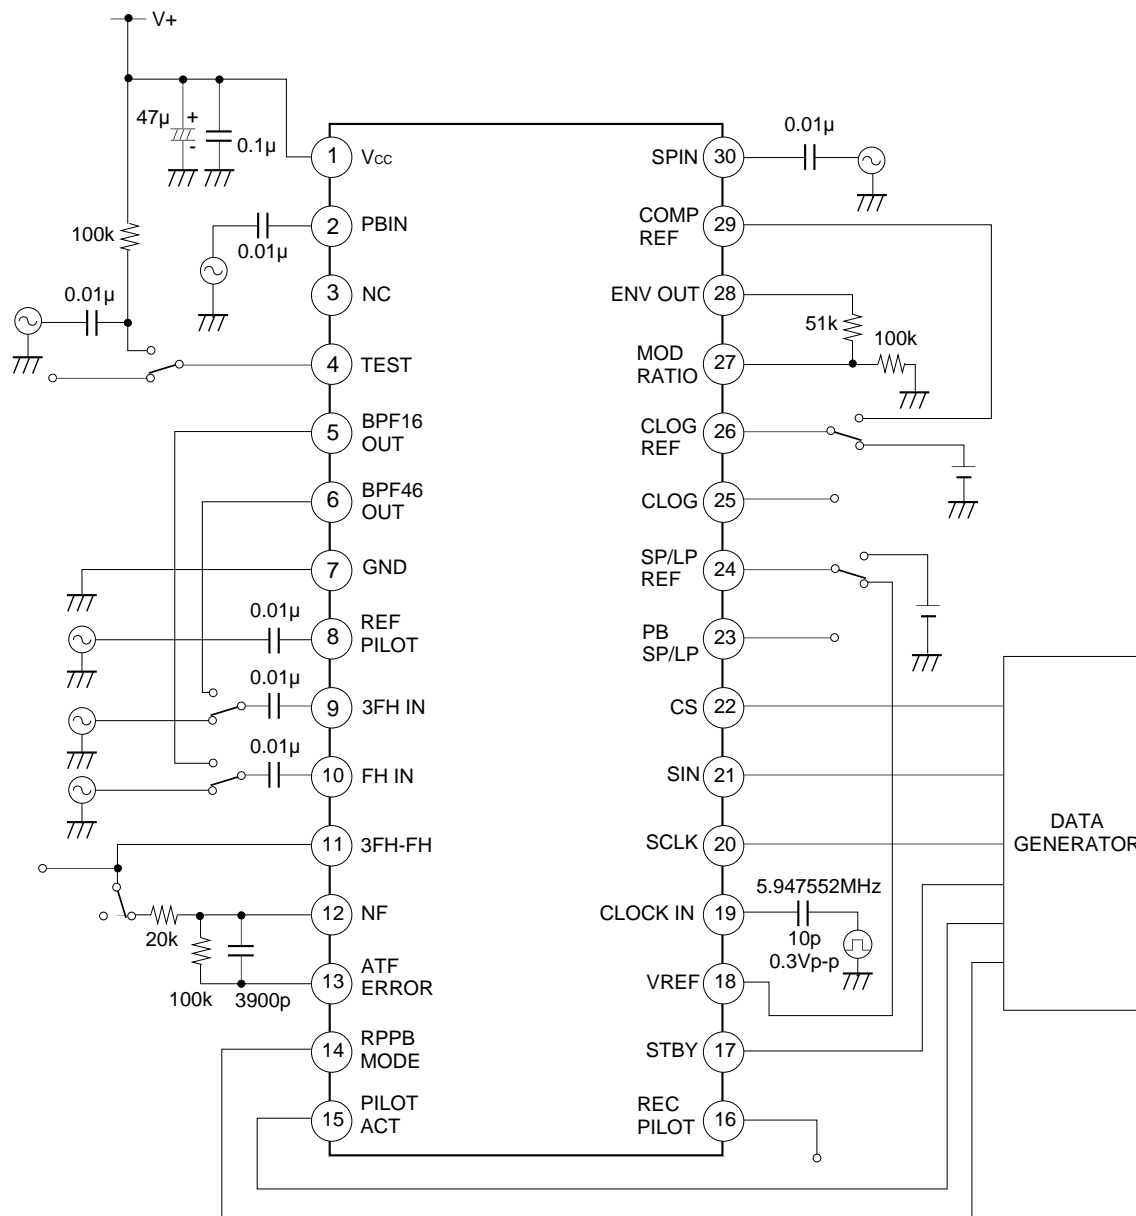 V+
47µ
+
-
0.1µ
100k
0.01µ
0.01µ
1
VCC
2
PBIN
3
NC
4
TEST
5
BPF16
OUT
6
BPF46
OUT
7
GND
0.01µ
8
REF
PILOT
0.01µ
9
3FH IN
0.01µ
10
FH IN
11
3FH-FH
12
NF
20k
100k
3900p
13
ATF
ERROR
14
RPPB
MODE
15
PILOT
ACT
SPIN
30
0.01µ
COMP
REF
29
ENV OUT
28
51k
100k
MOD
RATIO
27
CLOG
REF
26
CLOG
25
SP/LP
REF
24
PB
SP/LP
23
CS
22
SIN
21
SCLK
20
DATA
GENERATOR
5.947552MHz
CLOCK IN
19
10p
0.3Vp-p
VREF
18
STBY
17
REC
PILOT
16